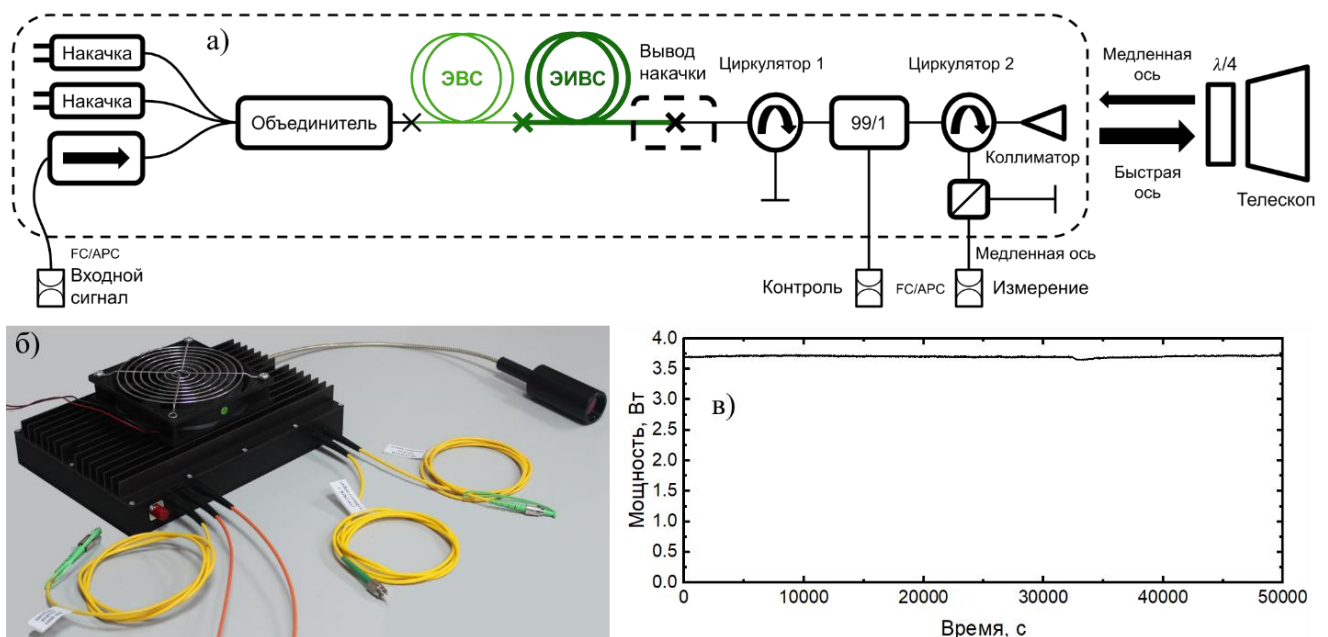 а)
Накачка
Накачка
Объединитель
ЭВС
ЭИВС
Вывод
накачки
Циркулятор 1
99/1
Циркулятор 2
Коллиматор
Медленная
ось
Быстрая
ось
λ/4
Телескоп
FC/APC
Входной
сигнал
Контроль
FC/APC
Медленная ось
Измерение
б)
в)
Мощность, Вт
4.0
3.5
3.0
2.5
2.0
1.5
1.0
0.5
0.0
0
10000
20000
30000
40000
50000
Время, с